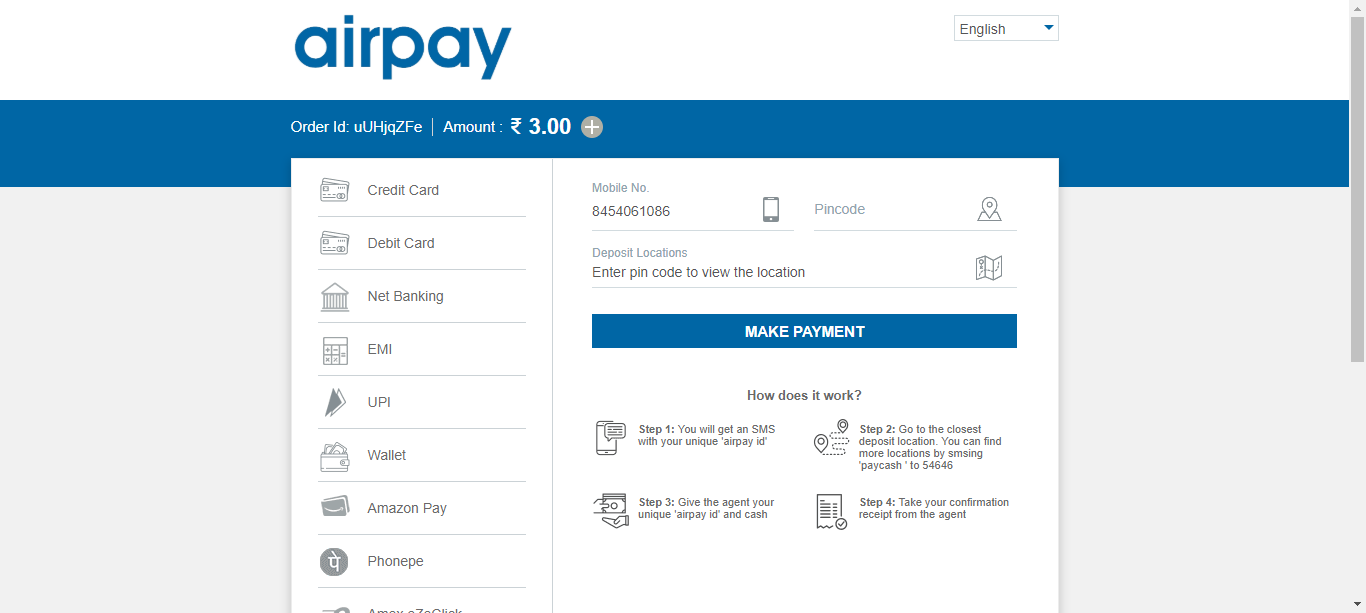 airpay
English
Order Id: uUHjqZFe | Amount : ₹ 3.00
Credit Card
Debit Card
Net Banking
EMI
UPI
Wallet
Amazon Pay
पे
Phonepe
Amex eZeClick
Mobile No.
8454061086
Pincode
Deposit Locations
Enter pin code to view the location
MAKE PAYMENT
How does it work?
Step 1: You will get an SMS
with your unique 'airpay id'
Step 2: Go to the closest
deposit location. You can find
more locations by smsing
'paycash ' to 54646
Step 3: Give the agent your
unique 'airpay id' and cash
Step 4: Take your confirmation
receipt from the agent